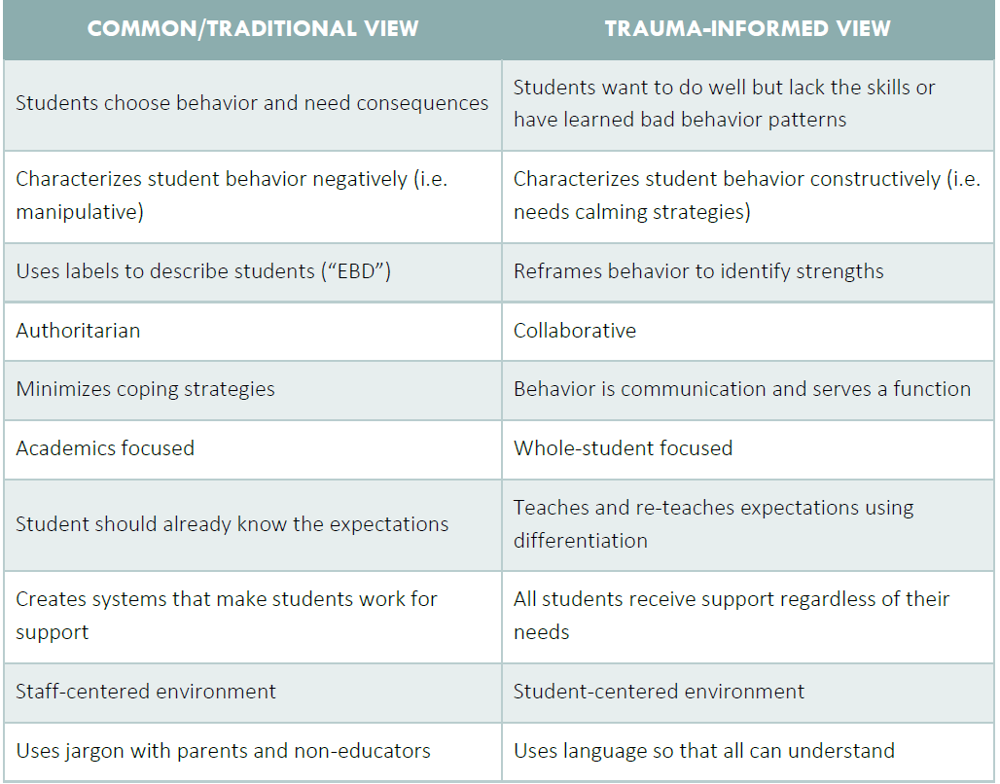 COMMON/TRADITIONAL VIEW
TRAUMA-INFORMED VIEW
Students choose behavior and need consequences
Students want to do well but lack the skills or
have learned bad behavior patterns
Characterizes student behavior negatively (i.e.
manipulative)
Characterizes student behavior constructively (i.e.
needs calming strategies)
Uses labels to describe students (“EBD”)
Reframes behavior to identify strengths
Authoritarian
Collaborative
Minimizes coping strategies
Behavior is communication and serves a function
Academics focused
Whole-student focused
Student should already know the expectations
Teaches and re-teaches expectations using
differentiation
Creates systems that make students work for
support
All students receive support regardless of their
needs
Staff-centered environment
Student-centered environment
Uses jargon with parents and non-educators
Uses language so that all can understand